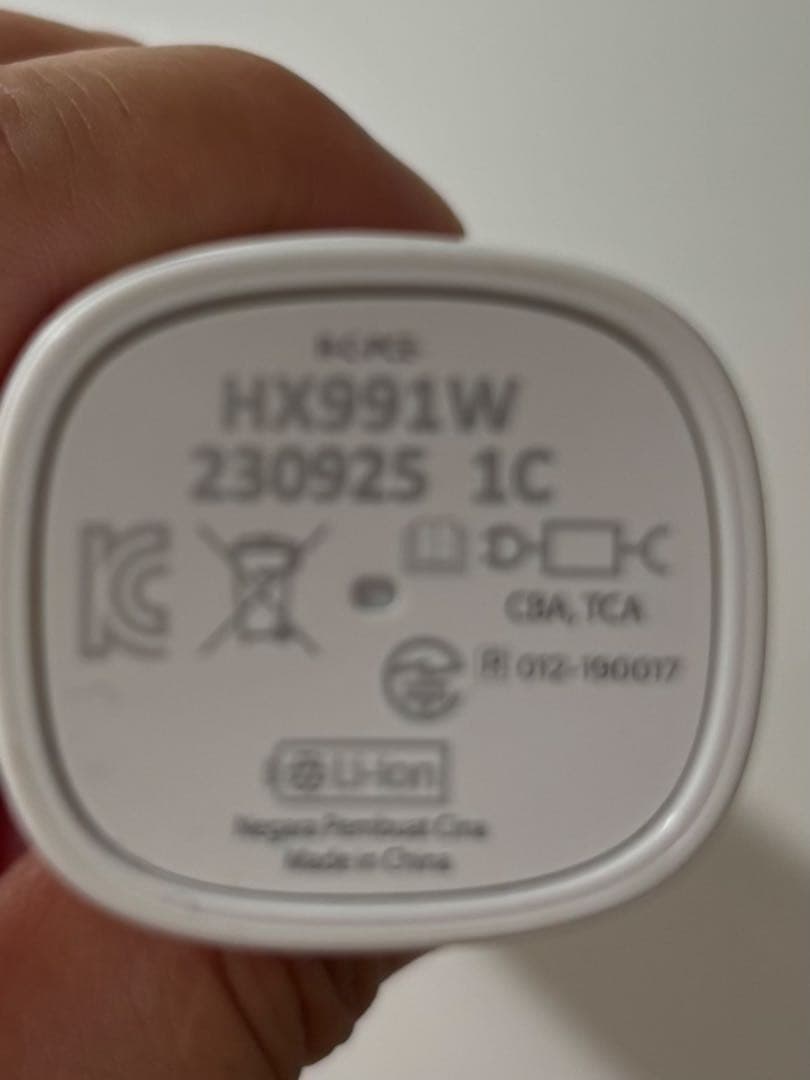 HX991W
230925 1C
CBA, TCA
R 012-190017
Li-ion
Negara Pembuat Cina
Made in China